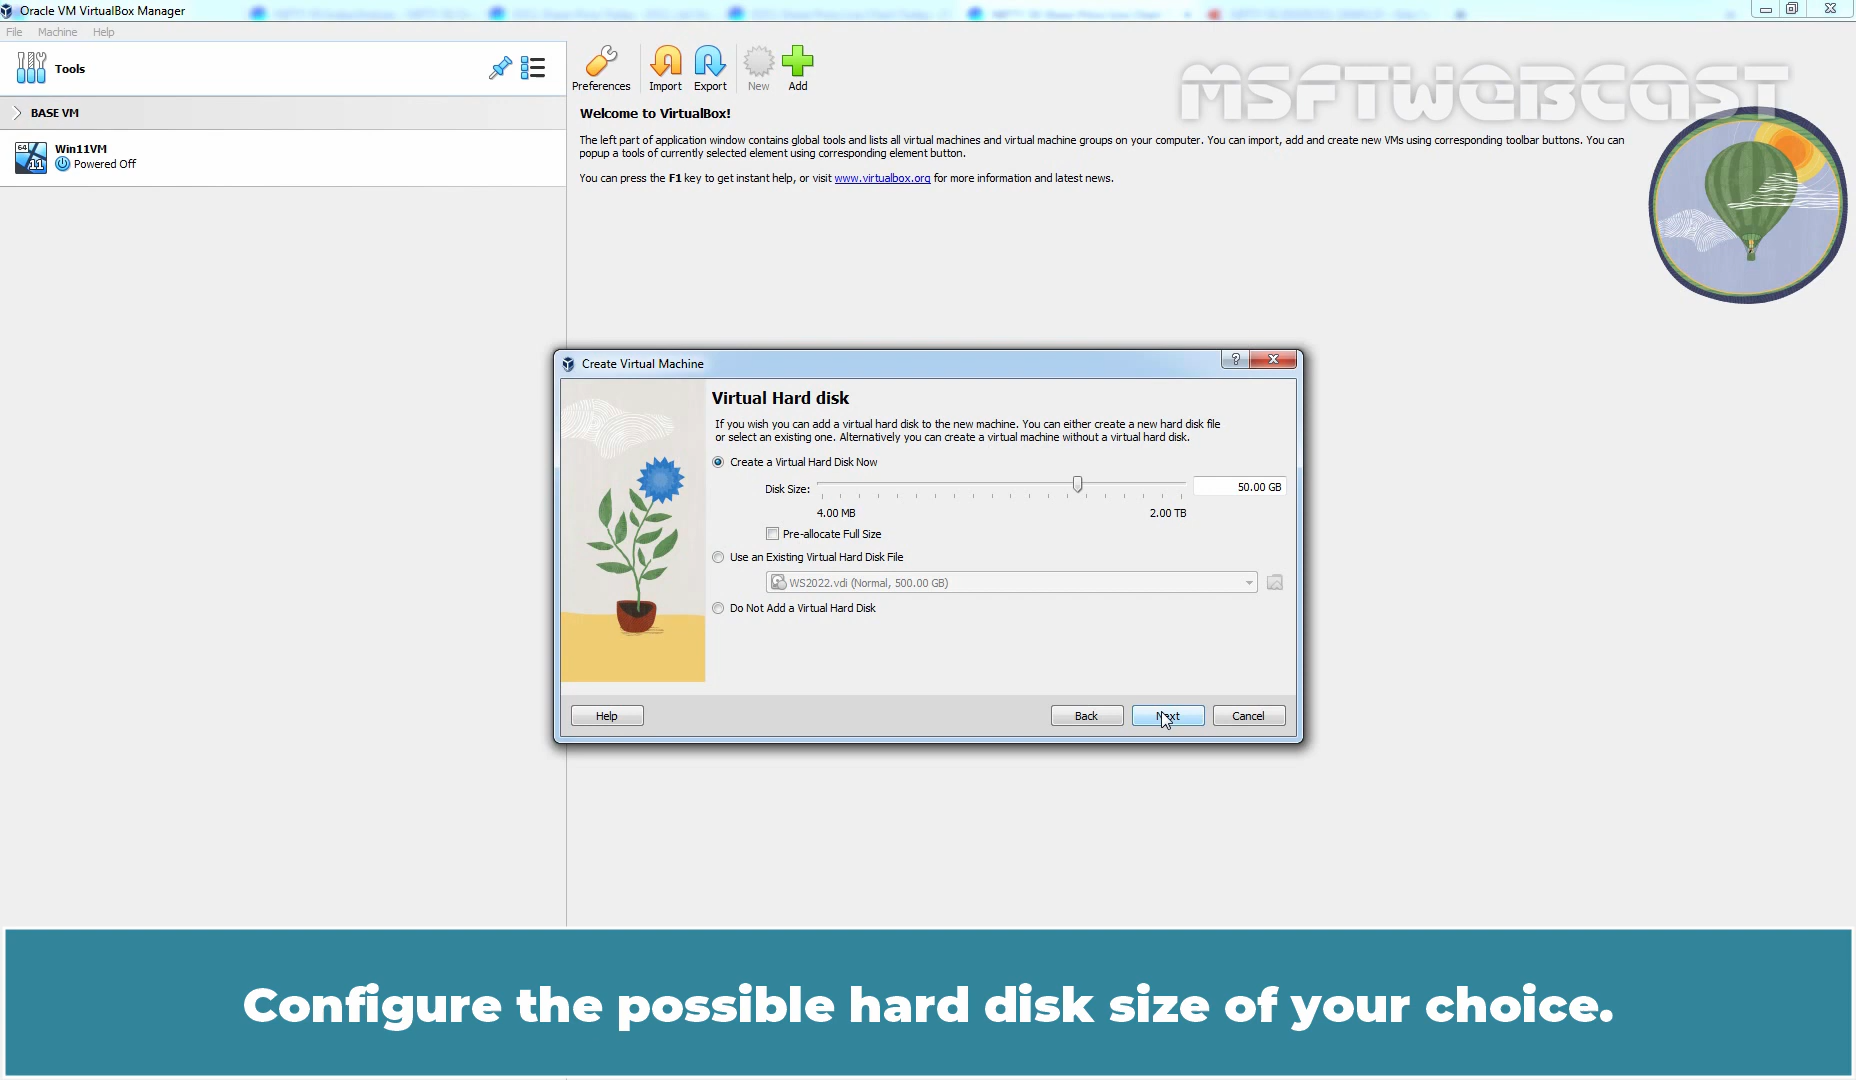 Oracle VM VirtualBox Manager
File Machine Help
Tools
Preferences Import Export New Add
MSFTWEBCAST
BASE VM
Welcome to VirtualBox!
64
11
Win11VM
Powered Off
The left part of application window contains global tools and lists all virtual machines and virtual machine groups on your computer. You can import, add and create new VMs using corresponding toolbar buttons. You can
popup a tools of currently selected element using corresponding element button.
You can press the F1 key to get instant help, or visit www.virtualbox.org for more information and latest news.
Create Virtual Machine
?
Virtual Hard disk
If you wish you can add a virtual hard disk to the new machine. You can either create a new hard disk file
or select an existing one. Alternatively you can create a virtual machine without a virtual hard disk.
Create a Virtual Hard Disk Now
Disk Size: 50.00 GB
4.00 MB 2.00 TB
Pre-allocate Full Size
Use an Existing Virtual Hard Disk File
WS2022.vdi (Normal, 500.00 GB)
Do Not Add a Virtual Hard Disk
Help Back Next Cancel
Configure the possible hard disk size of your choice.